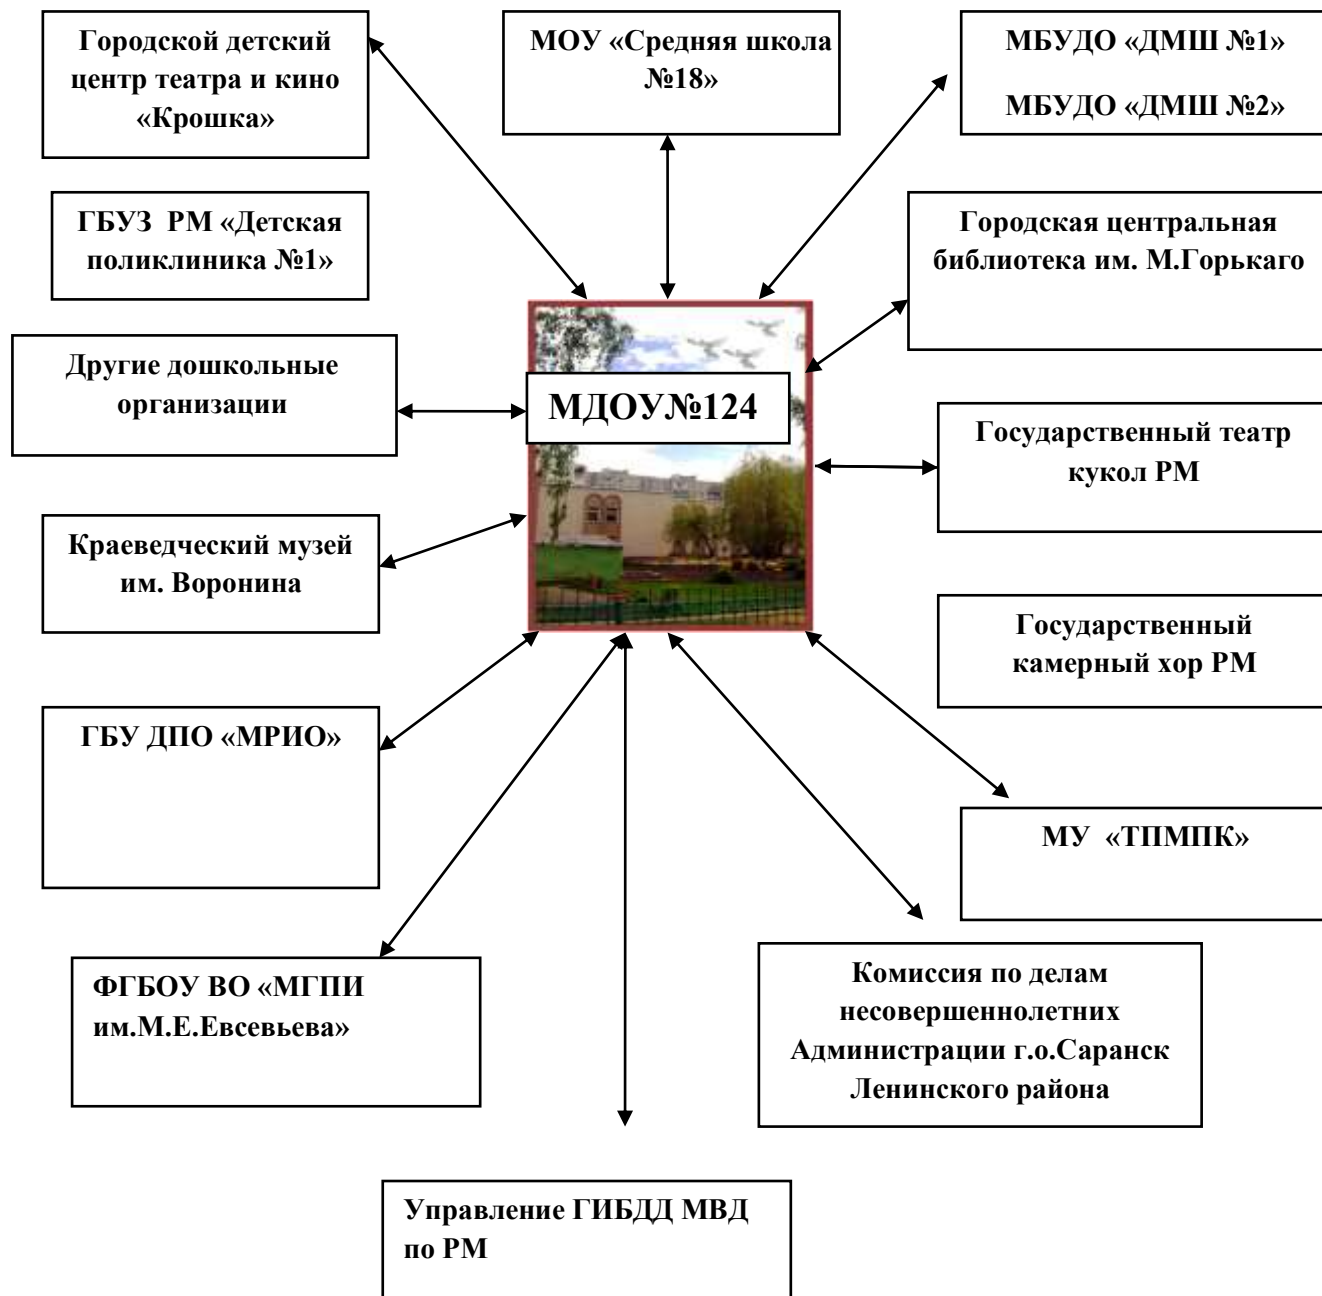 Городской детский
центр театра и кино
«Крошка»
МОУ «Средняя школа
№18»
МБУДО «ДМШ №1»
МБУДО «ДМШ №2»
ГБУЗ РМ «Детская
поликлиника №1»
Городская центральная
библиотека им. М.Горькаго
Другие дошкольные
организации
МДОУ№124
Государственный театр
кукол РМ
Краеведческий музей
им. Воронина
Государственный
камерный хор РМ
ГБУ ДПО «МРИО»
МУ «ТПМПК»
ФГБОУ ВО «МГПИ
им.М.Е.Евсевьева»
Комиссия по делам
несовершеннолетних
Администрации г.о.Саранск
Ленинского района
Управление ГИБДД МВД
по РМ